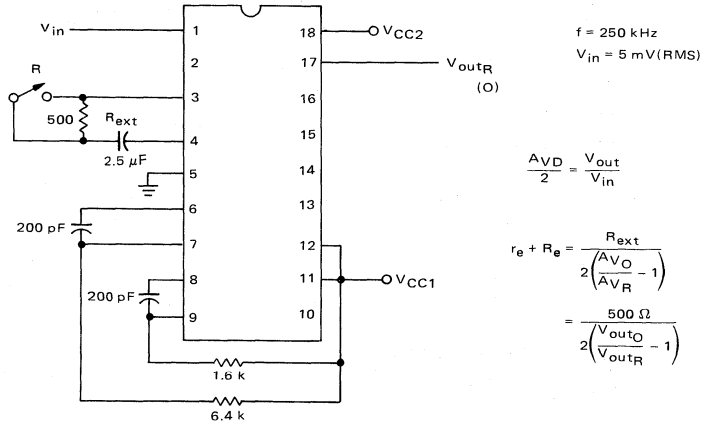 V_in
1
2
3
4
5
6
7
8
9
18
17
16
15
14
13
12
11
10
V_CC2
V_outR
(O)
V_CC1
R
500
R_ext
2.5 μF
200 pF
200 pF
1.6 k
6.4 k
f = 250 kHz
V_in = 5 mV(RMS)
A_VD / 2 = V_out / V_in
r_e + R_e = R_ext / 2(A_VO / A_VR - 1)
= 500 Ω / 2(V_outO / V_outR - 1)